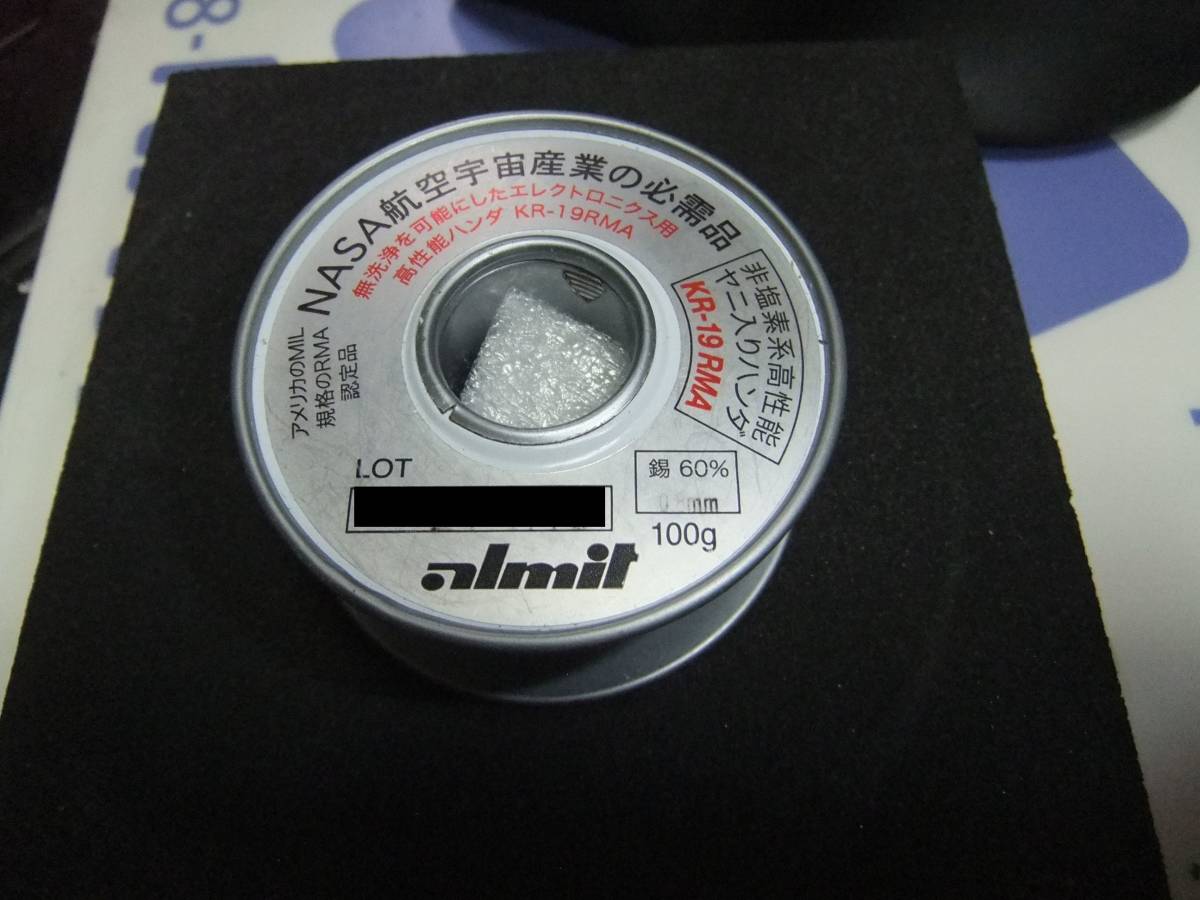 NASA航空宇宙産業の必需品
無洗浄を可能にしたエレクトロニクス用
高性能ハンダ KR-19RMA
非塩素系高性能
ヤニ入りハンダ
KR-19 RMA
アメリカのMIL
規格のRMA
認定品
LOT
錫 60%
mm
100g
almit